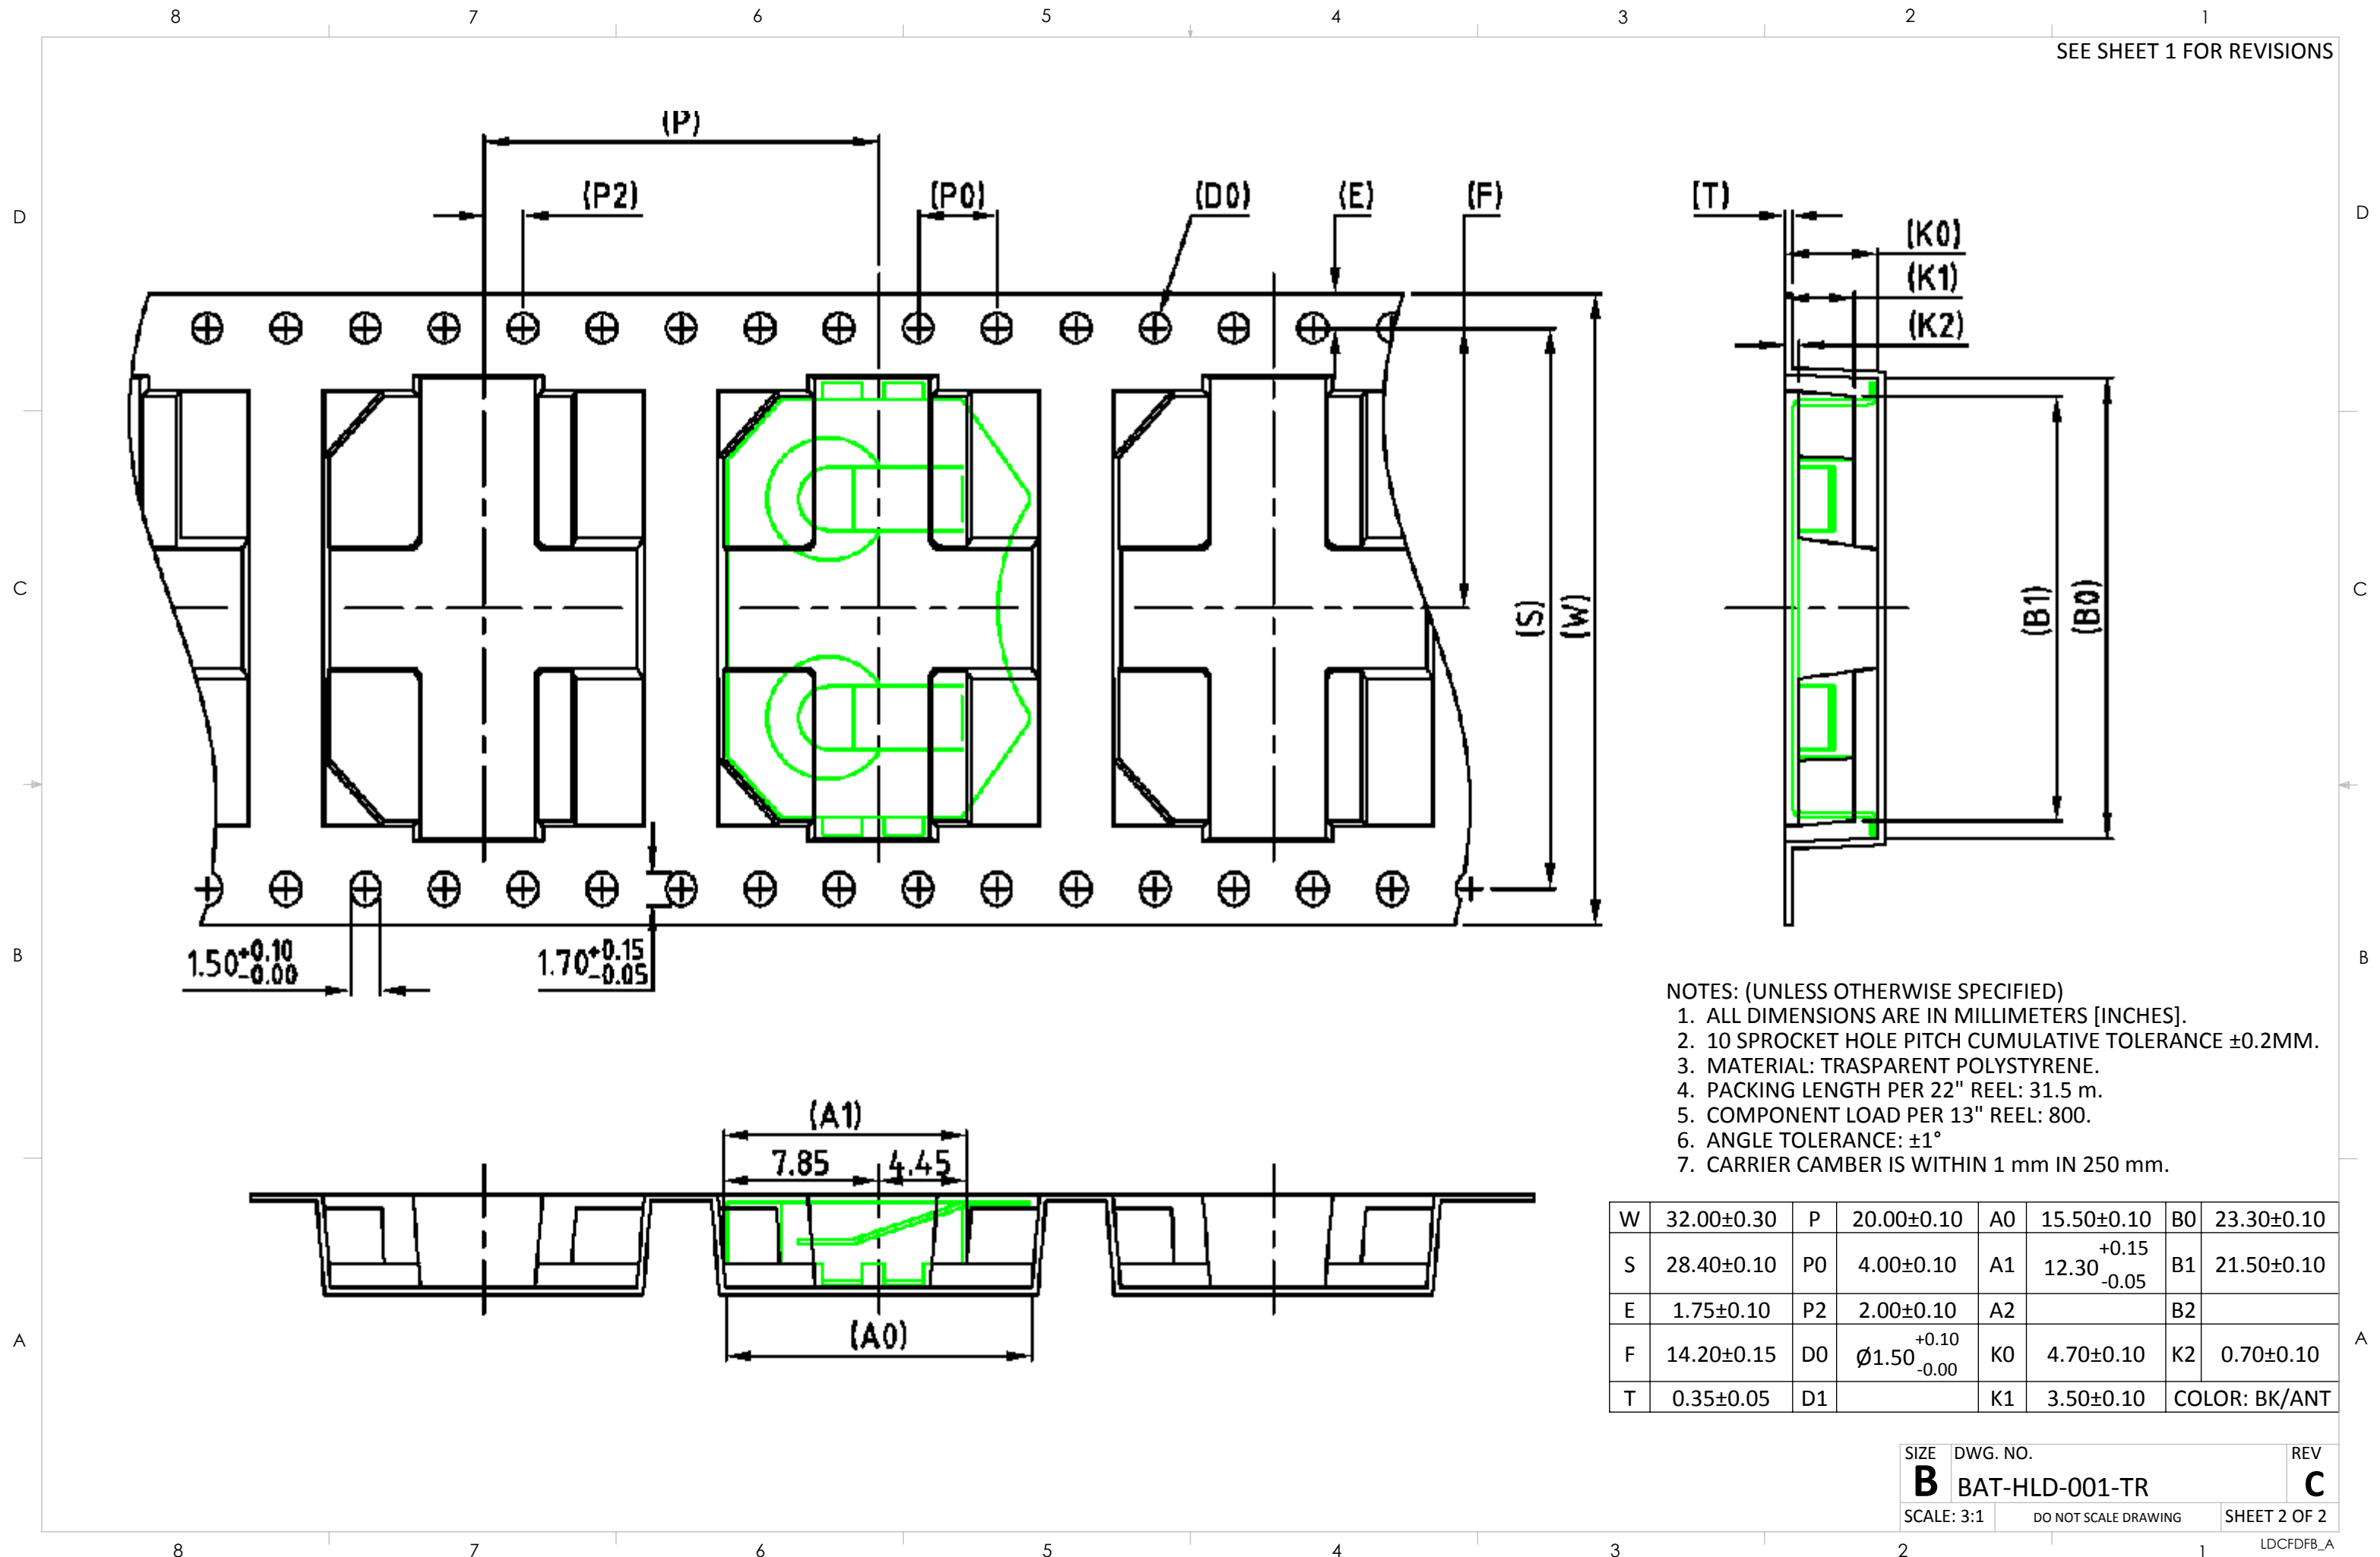 8 7 6 5 4 3 2 1
SEE SHEET 1 FOR REVISIONS
(P)
(P2) (P0) (D0) (E) (F) (T)
D D
(K0)
(K1)
(K2)
C C
(S) (W) (B1) (B0)
B B
1.50 +0.10 -0.00
1.70 +0.15 -0.05
NOTES: (UNLESS OTHERWISE SPECIFIED)
1. ALL DIMENSIONS ARE IN MILLIMETERS [INCHES].
2. 10 SPROCKET HOLE PITCH CUMULATIVE TOLERANCE ±0.2MM.
3. MATERIAL: TRASPARENT POLYSTYRENE.
4. PACKING LENGTH PER 22" REEL: 31.5 m.
5. COMPONENT LOAD PER 13" REEL: 800.
6. ANGLE TOLERANCE: ±1°
7. CARRIER CAMBER IS WITHIN 1 mm IN 250 mm.
(A1)
7.85 4.45
(A0)
A A
W 32.00±0.30 P 20.00±0.10 A0 15.50±0.10 B0 23.30±0.10
S 28.40±0.10 P0 4.00±0.10 A1 12.30 +0.15 -0.05 B1 21.50±0.10
E 1.75±0.10 P2 2.00±0.10 A2 B2
F 14.20±0.15 D0 Ø1.50 +0.10 -0.00 K0 4.70±0.10 K2 0.70±0.10
T 0.35±0.05 D1 K1 3.50±0.10 COLOR: BK/ANT
SIZE DWG. NO. REV
B BAT-HLD-001-TR C
SCALE: 3:1 DO NOT SCALE DRAWING SHEET 2 OF 2
8 7 6 5 4 3 2 1
LDCFDFB_A